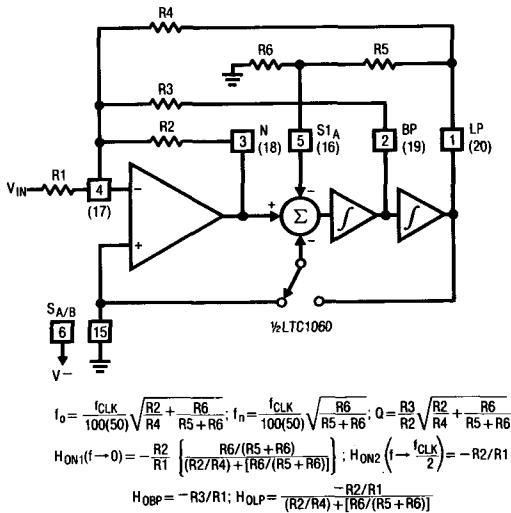 R4
R6
R5
R3
R2
N
S1A
BP
LP
3
5
2
1
(18)
(16)
(19)
(20)
VIN
R1
4
−
(17)
+
+
Σ
−
−
∫
∫
SA/B
6
15
V−
½LTC1060
fo = fCLK/100(50) √(R2/R4 + R6/(R5+R6)); fn = fCLK/100(50) √(R6/(R5+R6)); Q = R3/R2 √(R2/R4 + R6/(R5+R6))
HON1(f→0) = −R2/R1 {R6/(R5+R6) / ((R2/R4)+[R6/(R5+R6)])}; HON2 (f→fCLK/2) = −R2/R1
HOBP = −R3/R1; HOLP = −R2/R1 / ((R2/R4)+[R6/(R5+R6)])